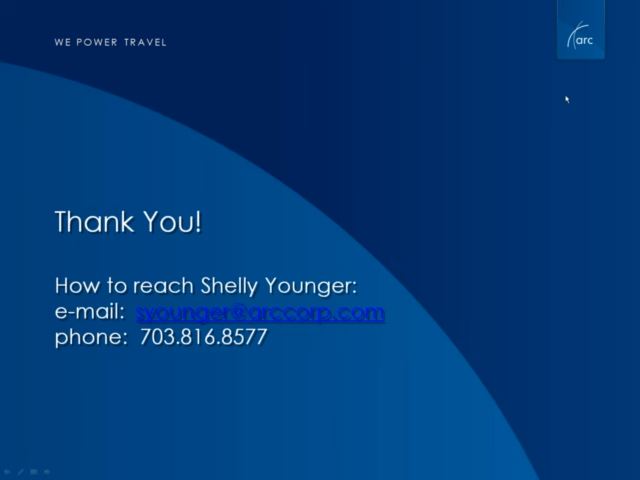 WE POWER TRAVEL
arc
Thank You!
How to reach Shelly Younger:
e-mail: syounger@arccorp.com
phone: 703.816.8577